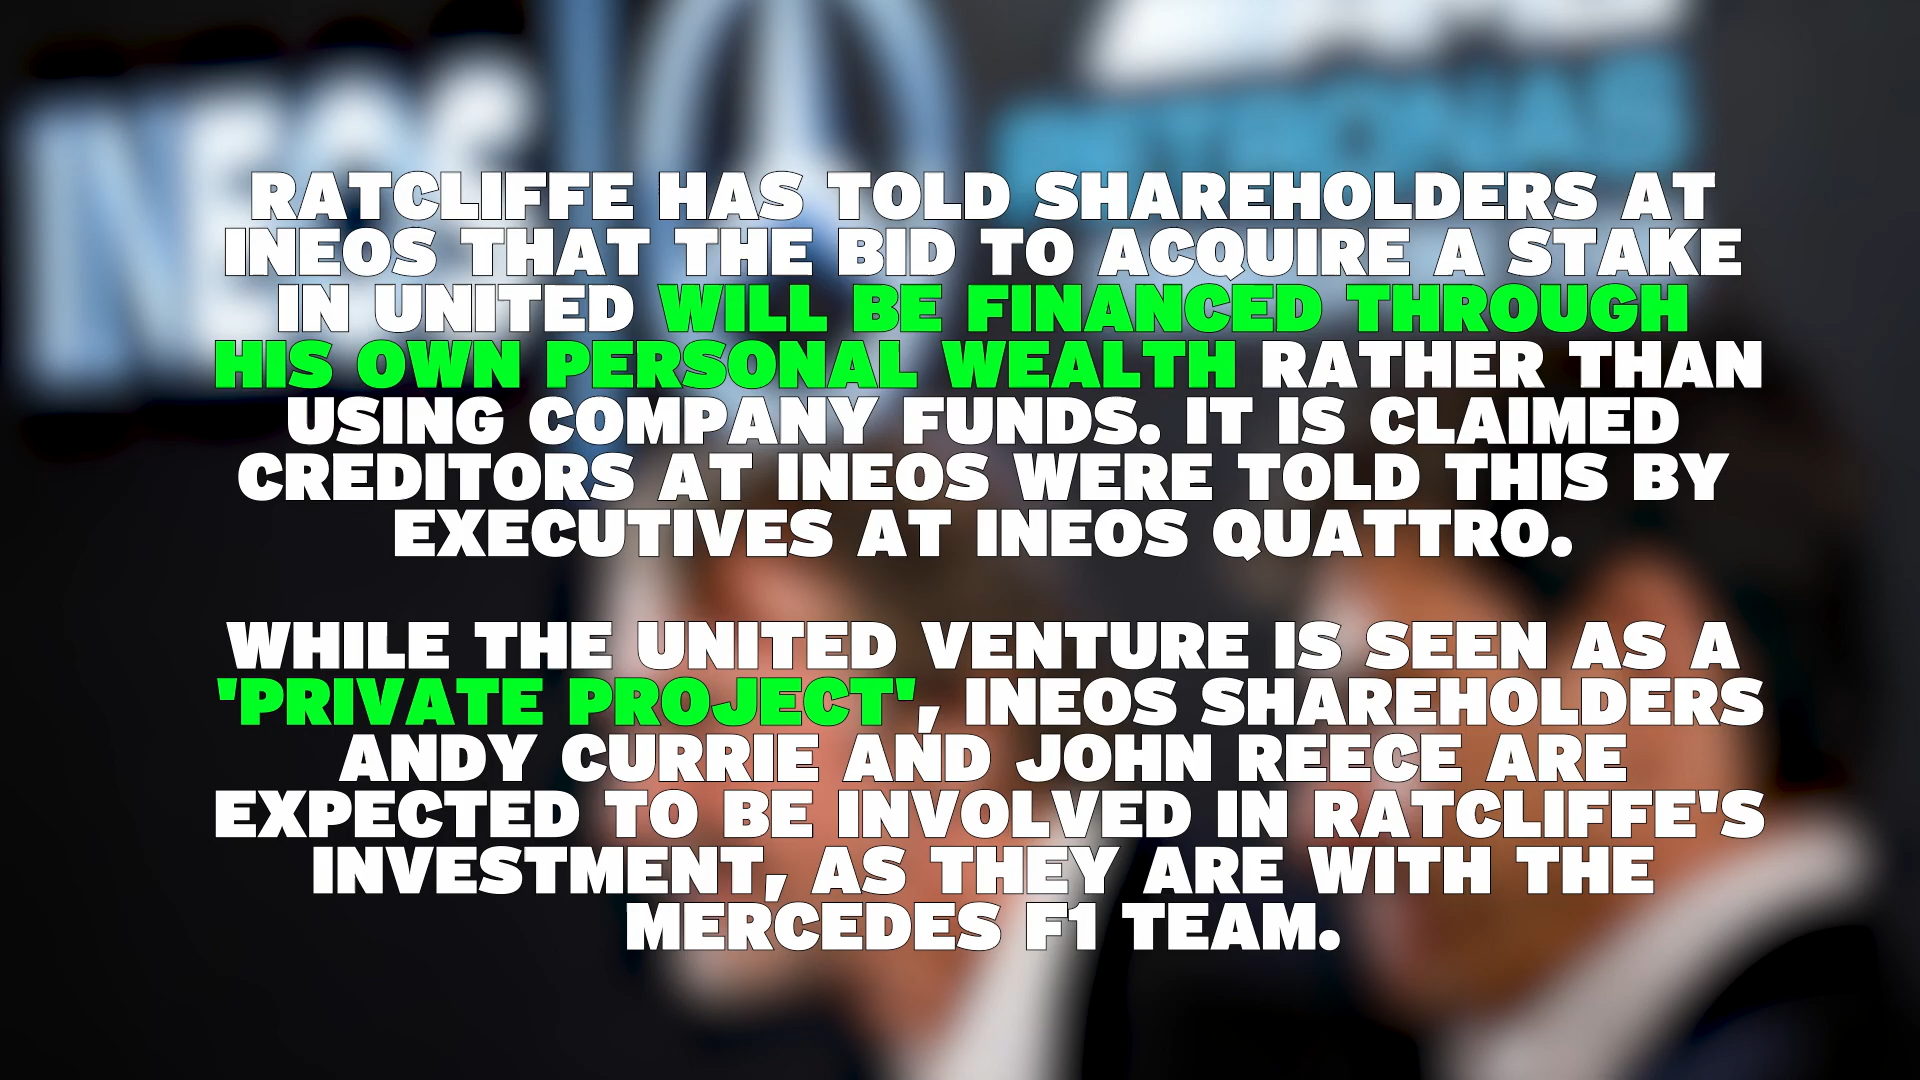 INEOS
PETRONAS
RATCLIFFE HAS TOLD SHAREHOLDERS AT
INEOS THAT THE BID TO ACQUIRE A STAKE
IN UNITED WILL BE FINANCED THROUGH
HIS OWN PERSONAL WEALTH RATHER THAN
USING COMPANY FUNDS. IT IS CLAIMED
CREDITORS AT INEOS WERE TOLD THIS BY
EXECUTIVES AT INEOS QUATTRO.
WHILE THE UNITED VENTURE IS SEEN AS A
'PRIVATE PROJECT', INEOS SHAREHOLDERS
ANDY CURRIE AND JOHN REECE ARE
EXPECTED TO BE INVOLVED IN RATCLIFFE'S
INVESTMENT, AS THEY ARE WITH THE
MERCEDES F1 TEAM.